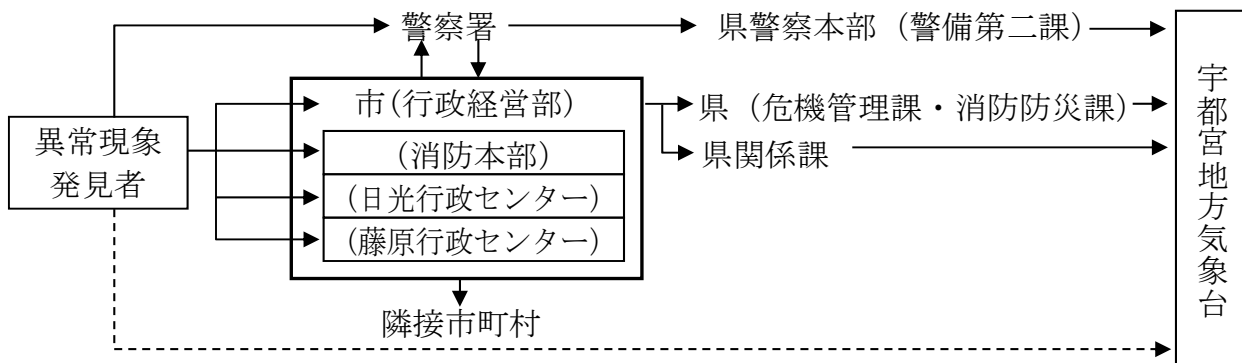 警察署
県警察本部（警備第二課）
市(行政経営部)
県（危機管理課・消防防災課）
異常現象
発見者
(消防本部)
県関係課
(日光行政センター)
(藤原行政センター)
隣接市町村
宇都宮地方気象台